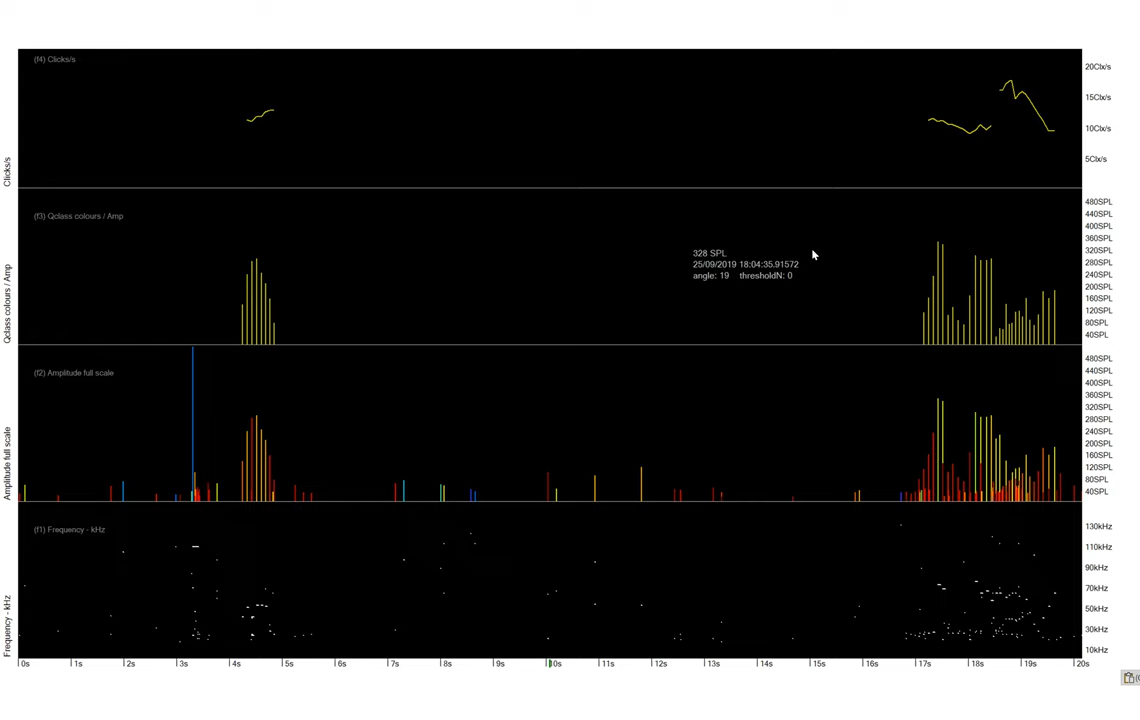 (f4) Clicks/s
20Clx/s
15Clx/s
10Clx/s
5Clx/s
Clicks/s
(f3) Qclass colours / Amp
480SPL
440SPL
400SPL
360SPL
320SPL
280SPL
240SPL
200SPL
160SPL
120SPL
80SPL
40SPL
Qclass colours / Amp
328 SPL
25/09/2019 18:04:35.91572
angle: 19 thresholdN: 0
(f2) Amplitude full scale
480SPL
440SPL
400SPL
360SPL
320SPL
280SPL
240SPL
200SPL
160SPL
120SPL
80SPL
40SPL
Amplitude full scale
(f1) Frequency - kHz
130kHz
110kHz
90kHz
70kHz
50kHz
30kHz
10kHz
Frequency - kHz
0s 1s 2s 3s 4s 5s 6s 7s 8s 9s 10s 11s 12s 13s 14s 15s 16s 17s 18s 19s 20s